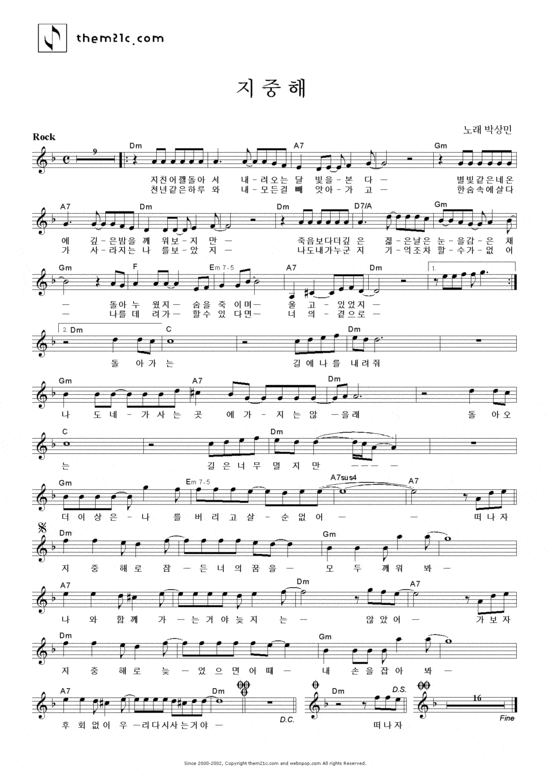 them21c.com
지 중 해
노래 박상민
Rock
9 Dm A7 Gm
지친어깰돌아 서 내-려오는 달 빛을-본 다- 별빛같은네온
천년같은하루 와 내-모든걸 빼 앗아-가 고- 한숨속에살다
A7 Dm D7/A Gm
에 깊-은밤을 깨 워보-지 만- 죽음보다더깊 은 젊-은날은 눈-을감-은 채
가 사-라지는 나 를보-았 지- 나도내가누군 지 기-억조차 할-수가-없 어
Gm F Em7-5 A7 Dm 1.
- 돌아누 웠지- 숨을 죽 이며- 울 고-있었지-
- 나를데 려가- 할수있 다면- 너 의-곁으로-
2. Dm C Dm
돌 아가 는 길에나를 내려줘
Gm A7 Dm
나 도네-가사는 곳 에가-지는않-을래 돌 아오
C Dm
는 길은너무 멀지 만 ----
Gm Em7-5 A7sus4 A7
더이상은-나 를버리고살-순없어- - 떠나자
Dm Gm
지 중 해로 잠-든너의꿈을- 모 두 깨워 봐-
A7 Dm
나 와 함께 가-는거야늦지는- 않았어- 가보자
Dm Gm
지 중 해로 늦-었으면어때- 내 손을잡아 봐-
A7 Dm D.C. Dm D.S. 16 Fine
후 회없이 우-리다시사는거야- 떠나자
Since 2000-2002, Copyright them21c.com and webnpop.com All rights Reserved.